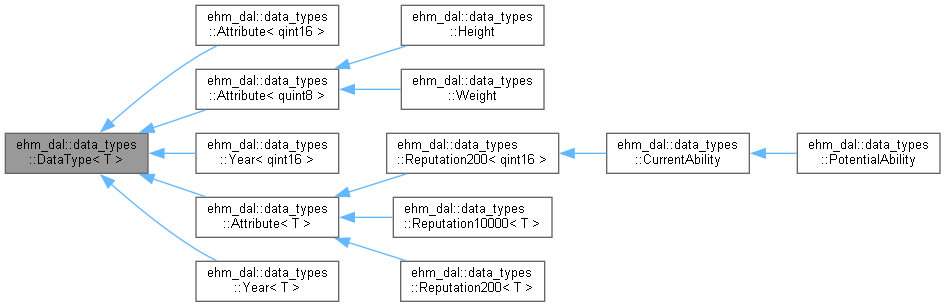 ehm_dal::data_types
::DataType< T >
ehm_dal::data_types
::Attribute< qint16 >
ehm_dal::data_types
::Attribute< quint8 >
ehm_dal::data_types
::Height
ehm_dal::data_types
::Weight
ehm_dal::data_types
::Year< qint16 >
ehm_dal::data_types
::Attribute< T >
ehm_dal::data_types
::Reputation200< qint16 >
ehm_dal::data_types
::CurrentAbility
ehm_dal::data_types
::PotentialAbility
ehm_dal::data_types
::Reputation10000< T >
ehm_dal::data_types
::Reputation200< T >
ehm_dal::data_types
::Year< T >